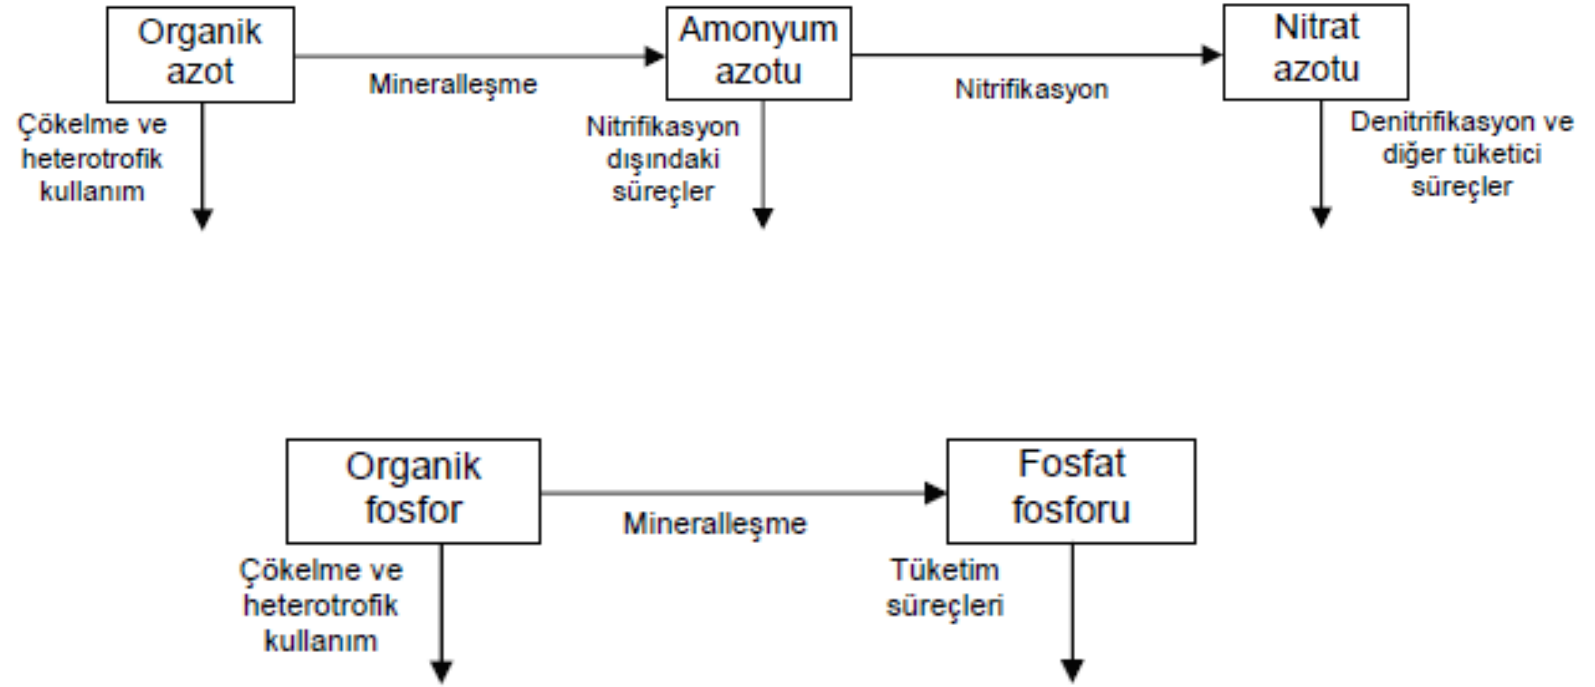 Organik
azot
Mineralleşme
Amonyum
azotu
Nitrifikasyon
Nitrat
azotu
Çökelme ve
heterotrofik
kullanım
Nitrifikasyon
dışındaki
süreçler
Denitrifikasyon ve
diğer tüketici
süreçler
Organik
fosfor
Mineralleşme
Fosfat
fosforu
Çökelme ve
heterotrofik
kullanım
Tüketim
süreçleri